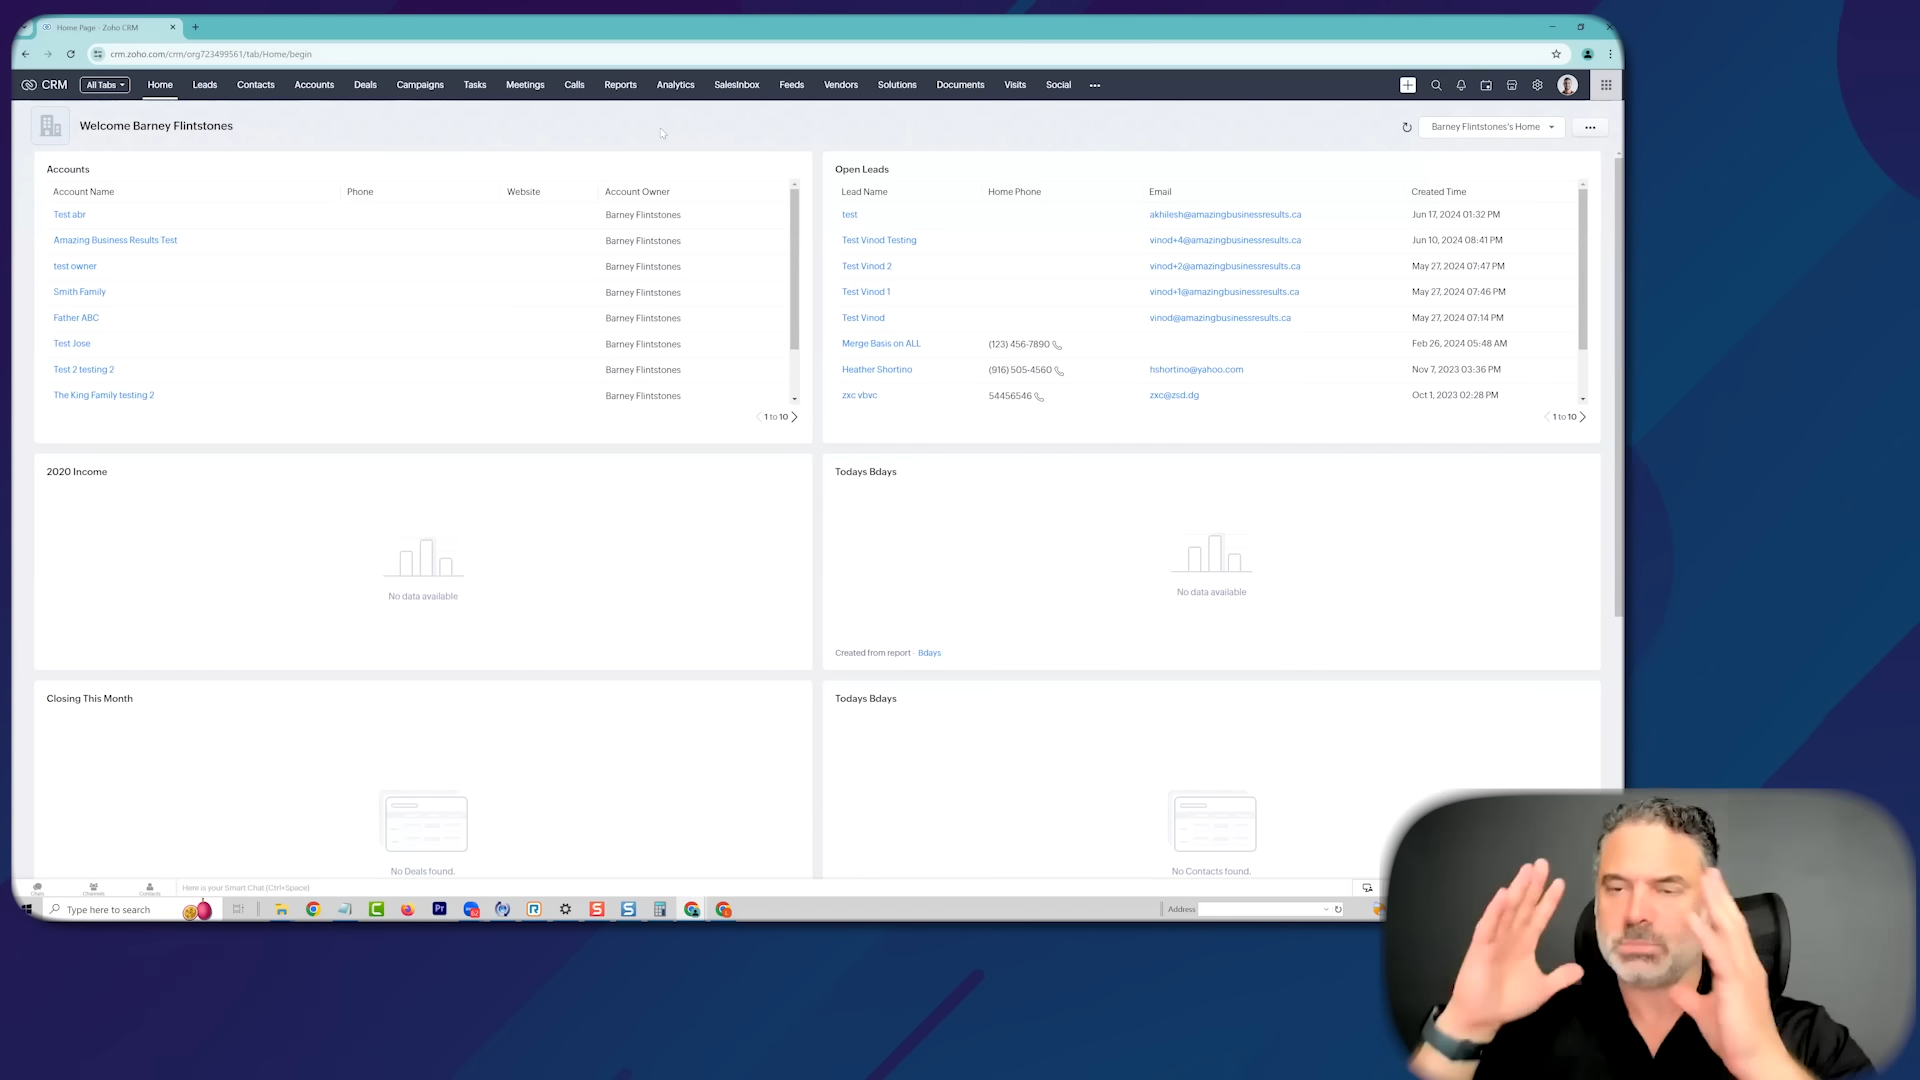 Home Page - Zoho CRM
crm.zoho.com/crm/org723499561/tab/Home/begin
CRM All Tabs Home Leads Contacts Accounts Deals Campaigns Tasks Meetings Calls Reports Analytics SalesInbox Feeds Vendors Solutions Documents Visits Social
Welcome Barney Flintstones
Barney Flintstones's Home
Accounts
Account Name Phone Website Account Owner
Test abr Barney Flintstones
Amazing Business Results Test Barney Flintstones
test owner Barney Flintstones
Smith Family Barney Flintstones
Father ABC Barney Flintstones
Test Jose Barney Flintstones
Test 2 testing 2 Barney Flintstones
The King Family testing 2 Barney Flintstones
1 to 10
Open Leads
Lead Name Home Phone Email Created Time
test akhilesh@amazingbusinessresults.ca Jun 17, 2024 01:32 PM
Test Vinod Testing vinod+4@amazingbusinessresults.ca Jun 10, 2024 08:41 PM
Test Vinod 2 vinod+2@amazingbusinessresults.ca May 27, 2024 07:47 PM
Test Vinod 1 vinod+1@amazingbusinessresults.ca May 27, 2024 07:46 PM
Test Vinod vinod@amazingbusinessresults.ca May 27, 2024 07:14 PM
Merge Basis on ALL (123) 456-7890 Feb 26, 2024 05:48 AM
Heather Shortino (916) 505-4560 hshortino@yahoo.com Nov 7, 2023 03:36 PM
zxc vbvc 54456546 zxc@zsd.dg Oct 1, 2023 02:28 PM
1 to 10
2020 Income
No data available
Todays Bdays
No data available
Created from report - Bdays
Closing This Month
No Deals found.
Todays Bdays
No Contacts found.
Chats Channels Contacts Here is your Smart Chat (Ctrl+Space)
Type here to search
Address